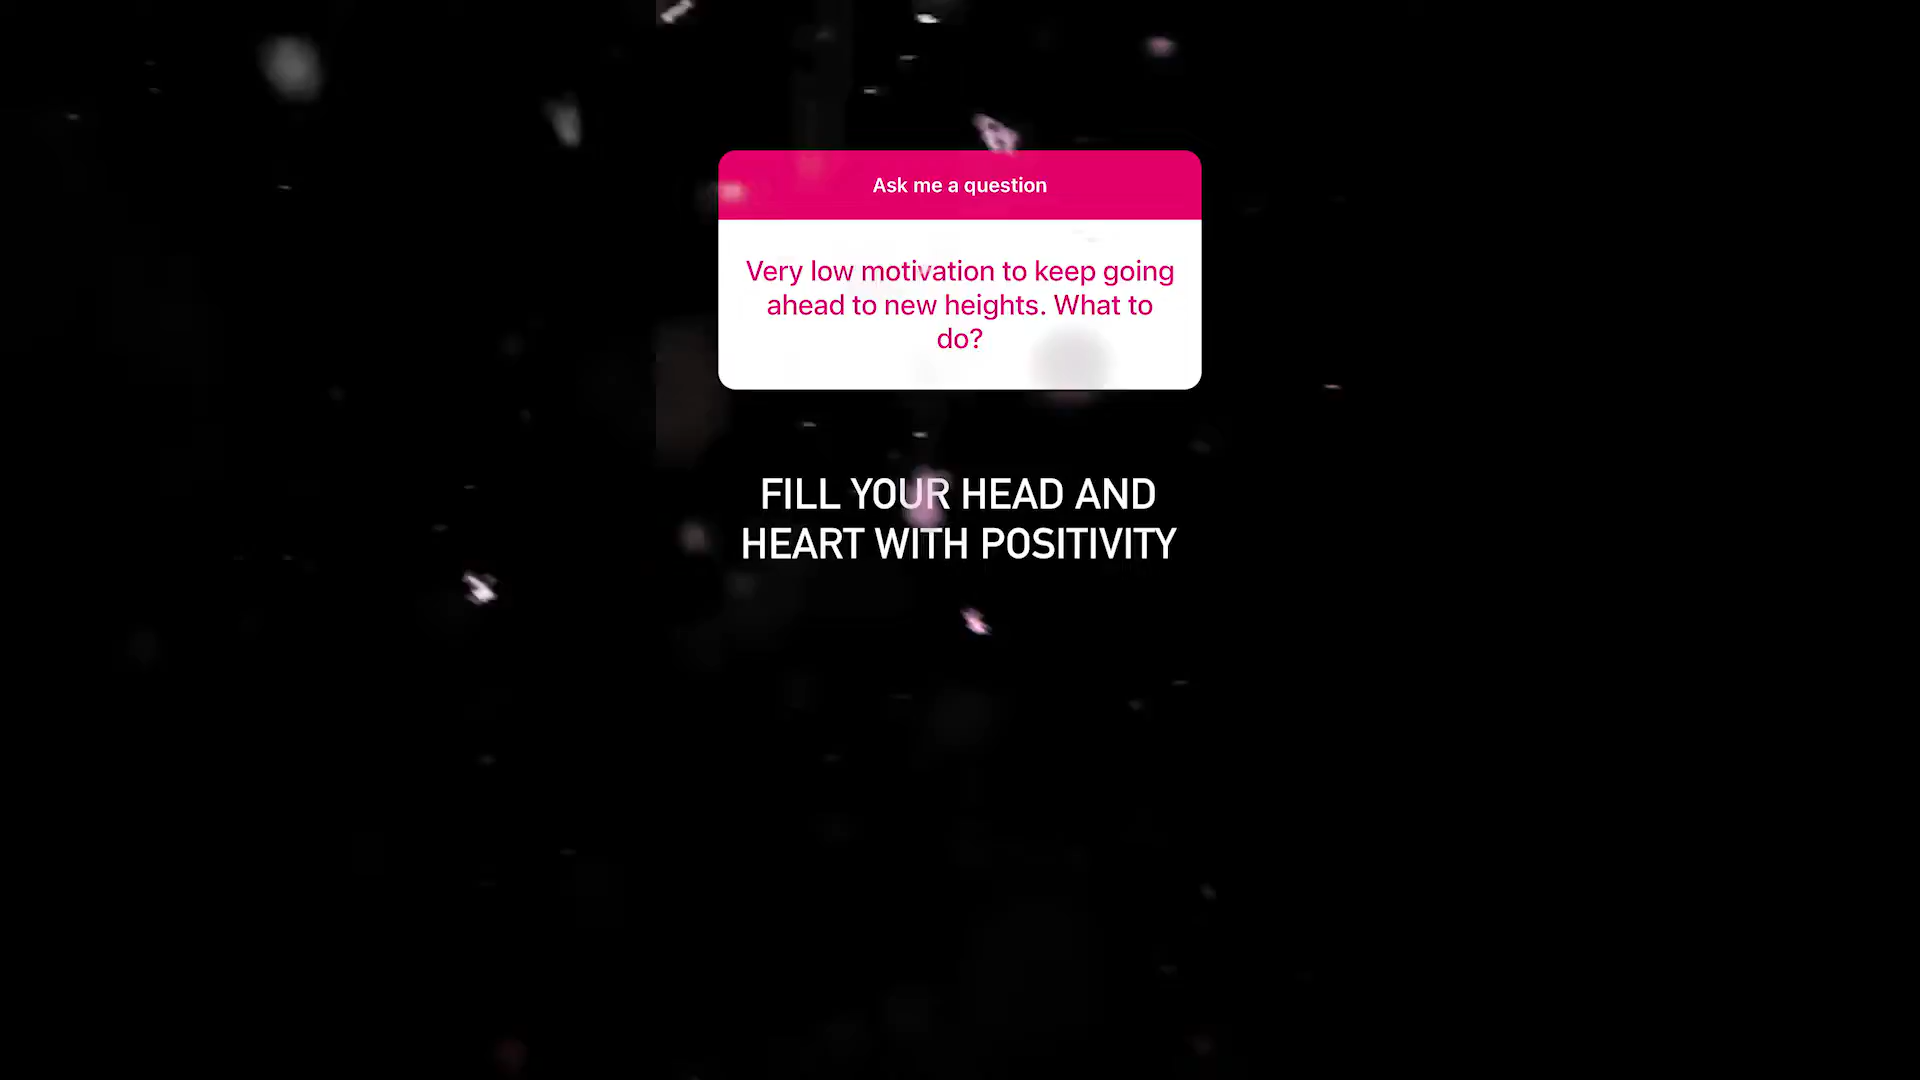 Ask me a question
Very low motivation to keep going
ahead to new heights. What to
do?
FILL YOUR HEAD AND
HEART WITH POSITIVITY